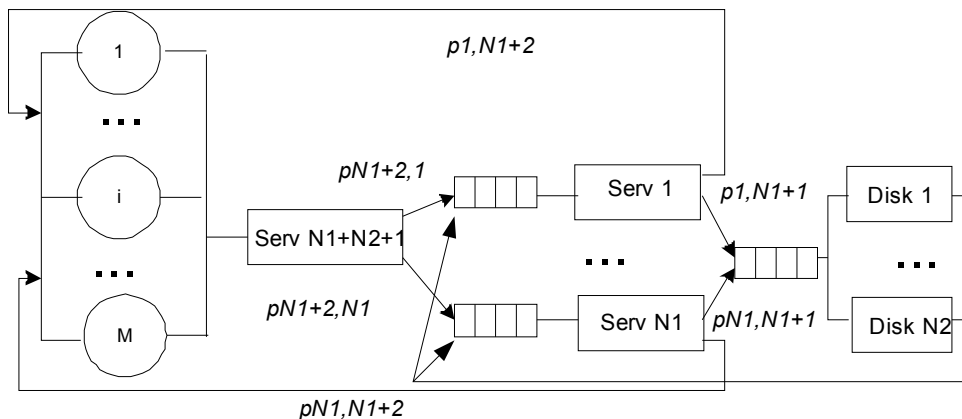 1
p1,N1+2
pN1+2,1
i
Serv 1
p1,N1+1
Disk 1
Serv N1+N2+1
pN1+2,N1
M
Serv N1
pN1,N1+1
Disk N2
pN1,N1+2